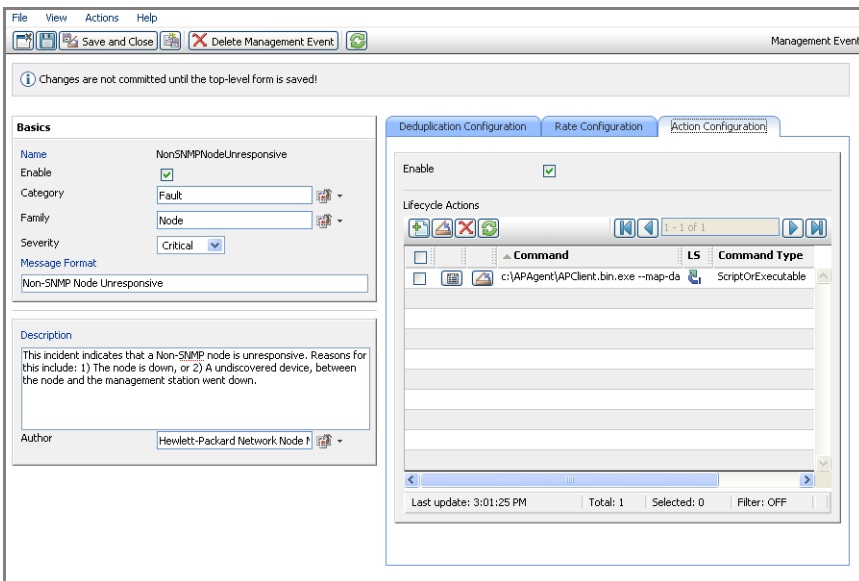 File View Actions Help
Save and Close Delete Management Event Management Event
Changes are not committed until the top-level form is saved!
Basics
Name NonSNMPNodeUnresponsive
Enable
Category Fault
Family Node
Severity Critical
Message Format
Non-SNMP Node Unresponsive
Description
This incident indicates that a Non-SNMP node is unresponsive. Reasons for
this include: 1) The node is down, or 2) A undiscovered device, between
the node and the management station went down.
Author Hewlett-Packard Network Node
Deduplication Configuration Rate Configuration Action Configuration
Enable
Lifecycle Actions
1 - 1 of 1
Command LS Command Type
c:\APAgent\APClient.bin.exe --map-da ScriptOrExecutable
Last update: 3:01:25 PM Total: 1 Selected: 0 Filter: OFF